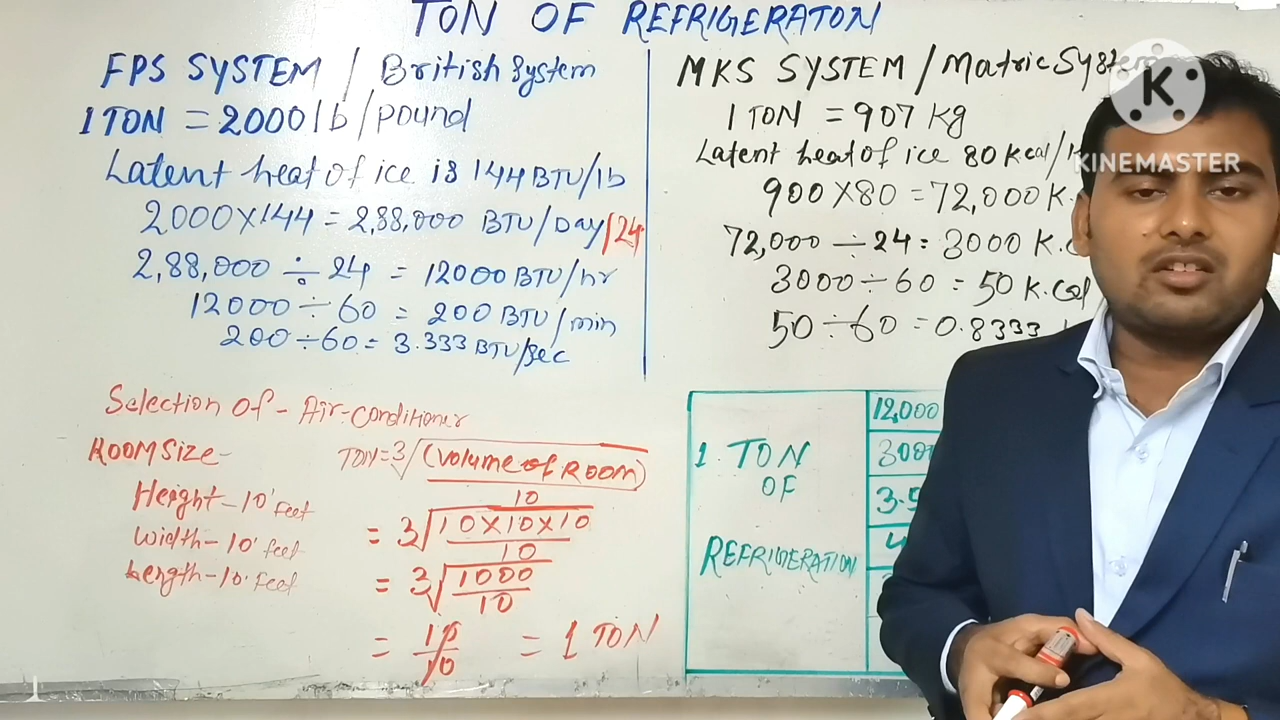 TON OF REFRIGERATON
FPS SYSTEM / British System
1 TON = 2000 lb / pound
Latent heat of ice is 144 BTU/lb
2000×144 = 2,88,000 BTU/Day/24
2,88,000 ÷ 24 = 12000 BTU/hr
12000 ÷ 60 = 200 BTU/min
200 ÷ 60 = 3.333 BTU/sec
MKS SYSTEM / Matric System
1 TON = 907 kg
Latent heat of ice 80 Kcal/
900×80 = 72,000 K.
72,000 ÷ 24 = 3000 K.
3000 ÷ 60 = 50 K.cal
50 ÷ 60 = 0.8333
K
KINEMASTER
Selection of - Air-conditioner
ROOM SIZE-
Height - 10' feet
width - 10' feet
Length - 10' feet
TON = 3√(Volume of ROOM)
10
= 3√10×10×10
10
= 3√1000
10
= 10
10
= 1 TON
1 TON
OF
REFRIGERATION
12,000
300
3.5